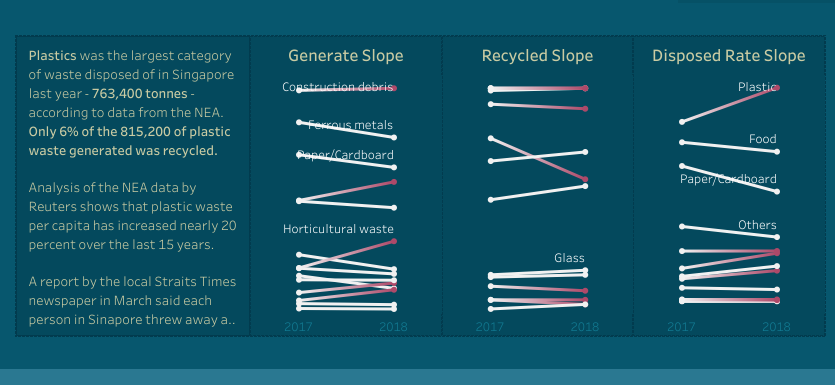 Plastics was the largest category
of waste disposed of in Singapore
last year - 763,400 tonnes -
according to data from the NEA.
Only 6% of the 815,200 of plastic
waste generated was recycled.
Analysis of the NEA data by
Reuters shows that plastic waste
per capita has increased nearly 20
percent over the last 15 years.
A report by the local Straits Times
newspaper in March said each
person in Sinapore threw away a..
Generate Slope
Construction debris
Ferrous metals
Paper/Cardboard
Horticultural waste
2017 2018
Recycled Slope
Glass
2017 2018
Disposed Rate Slope
Plastic
Food
Paper/Cardboard
Others
2017 2018